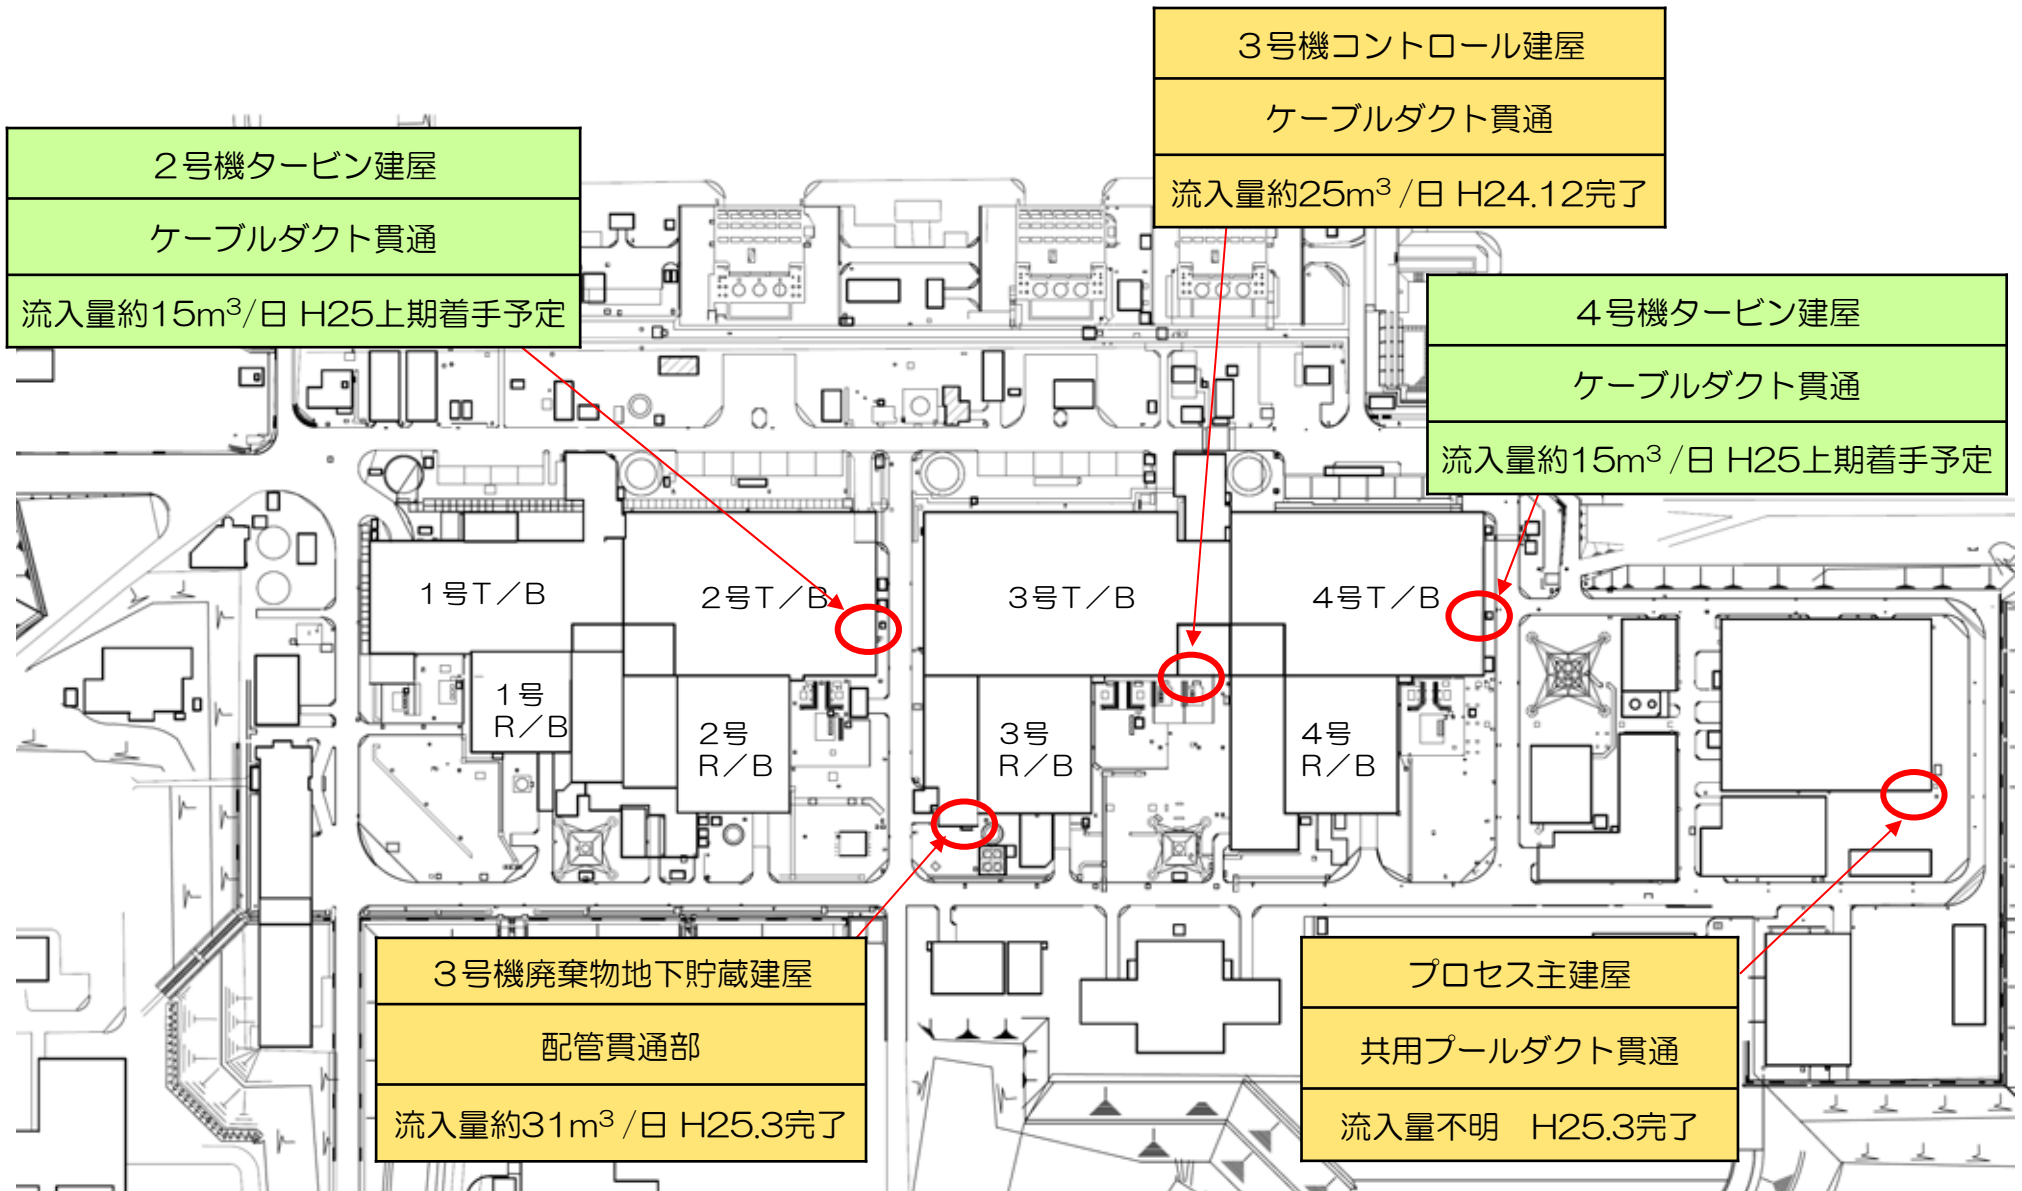 3号機コントロール建屋
ケーブルダクト貫通
流入量約25m³/日 H24.12完了
2号機タービン建屋
ケーブルダクト貫通
流入量約15m³/日 H25上期着手予定
4号機タービン建屋
ケーブルダクト貫通
流入量約15m³/日 H25上期着手予定
1号T/B
2号T/B
3号T/B
4号T/B
1号
R/B
2号
R/B
3号
R/B
4号
R/B
3号機廃棄物地下貯蔵建屋
配管貫通部
流入量約31m³/日 H25.3完了
プロセス主建屋
共用プールダクト貫通
流入量不明 H25.3完了